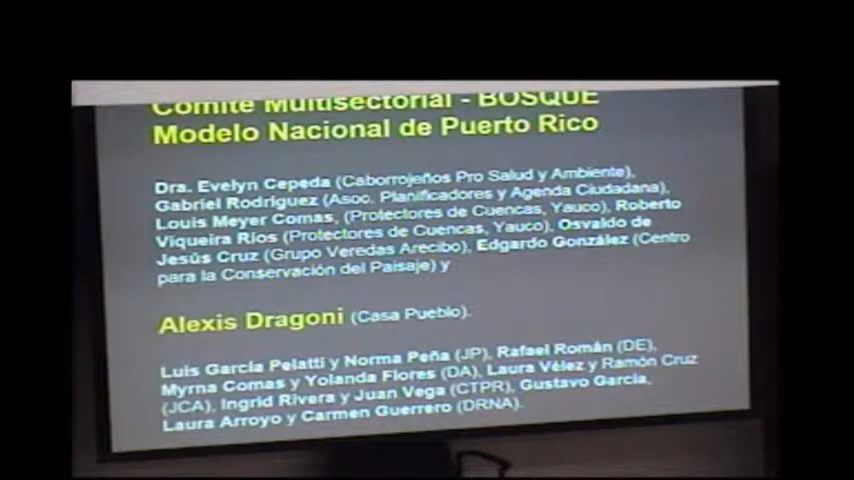 Comité Multisectorial - BOSQUE
Modelo Nacional de Puerto Rico
Dra. Evelyn Cepeda (Caborrojeños Pro Salud y Ambiente),
Gabriel Rodríguez (Asoc. Planificadores y Agenda Ciudadana),
Louis Meyer Comas, (Protectores de Cuencas, Yauco), Roberto
Viqueira Ríos (Protectores de Cuencas, Yauco), Osvaldo de
Jesús Cruz (Grupo Veredas Arecibo), Edgardo González (Centro
para la Conservación del Paisaje) y
Alexis Dragoni (Casa Pueblo).
Luis García Pelatti y Norma Peña (JP), Rafael Román (DE),
Myrna Comas y Yolanda Flores (DA), Laura Vélez y Ramón Cruz
(JCA), Ingrid Rivera y Juan Vega (CTPR), Gustavo García,
Laura Arroyo y Carmen Guerrero (DRNA).